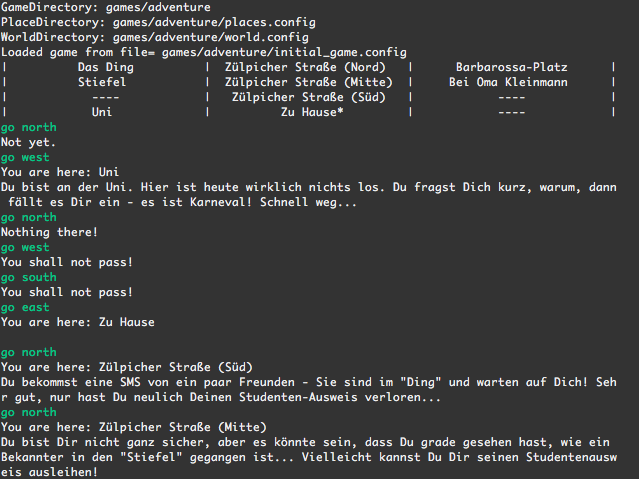 GameDirectory: games/adventure
PlaceDirectory: games/adventure/places.config
WorldDirectory: games/adventure/world.config
Loaded game from file= games/adventure/initial_game.config
|          Das Ding          |  Zülpicher Straße (Nord)   |      Barbarossa-Platz      |
|          Stiefel           |  Zülpicher Straße (Mitte)  |     Bei Oma Kleinmann      |
|            ----            |   Zülpicher Straße (Süd)   |            ----            |
|            Uni             |         Zu Hause*          |            ----            |
go north
Not yet.
go west
You are here: Uni
Du bist an der Uni. Hier ist heute wirklich nichts los. Du fragst Dich kurz, warum, dann
 fällt es Dir ein - es ist Karneval! Schnell weg...
go north
Nothing there!
go west
You shall not pass!
go south
You shall not pass!
go east
You are here: Zu Hause
go north
You are here: Zülpicher Straße (Süd)
Du bekommst eine SMS von ein paar Freunden - Sie sind im "Ding" und warten auf Dich! Seh
r gut, nur hast Du neulich Deinen Studenten-Ausweis verloren...
go north
You are here: Zülpicher Straße (Mitte)
Du bist Dir nicht ganz sicher, aber es könnte sein, dass Du grade gesehen hast, wie ein
Bekannter in den "Stiefel" gegangen ist... Vielleicht kannst Du Dir seinen Studentenausw
eis ausleihen!